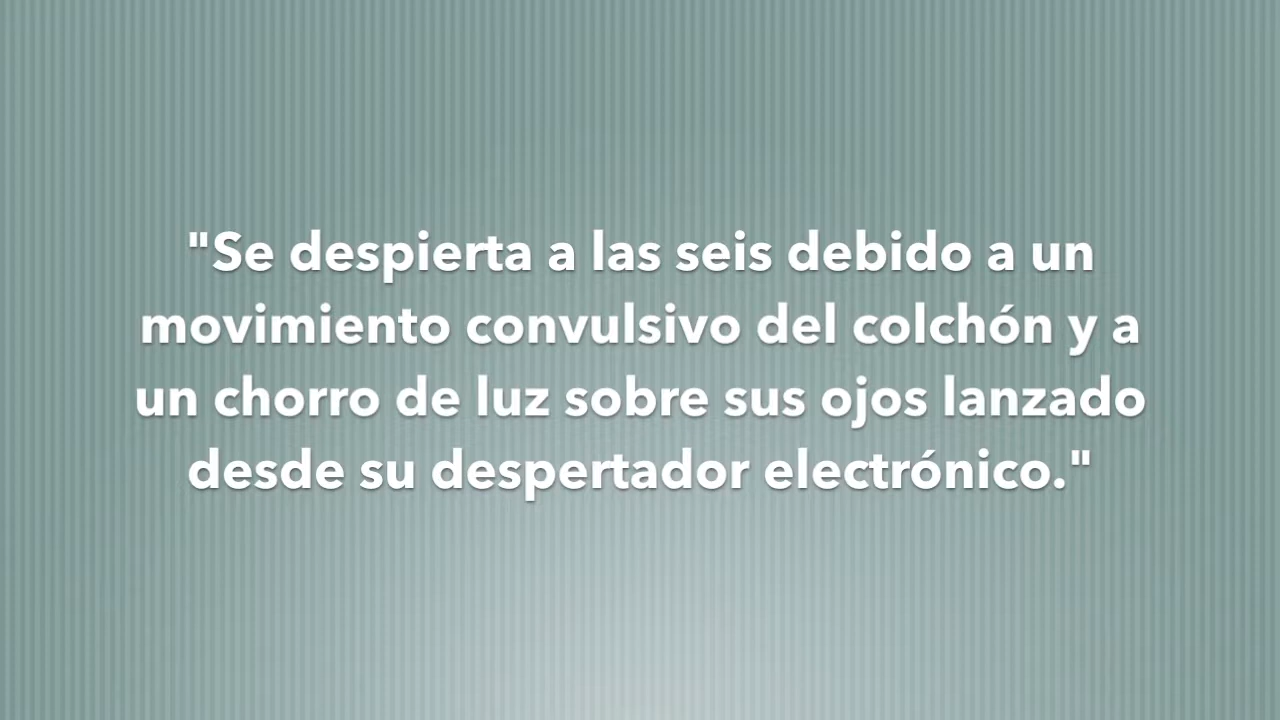 "Se despierta a las seis debido a un
movimiento convulsivo del colchón y a
un chorro de luz sobre sus ojos lanzado
desde su despertador electrónico."